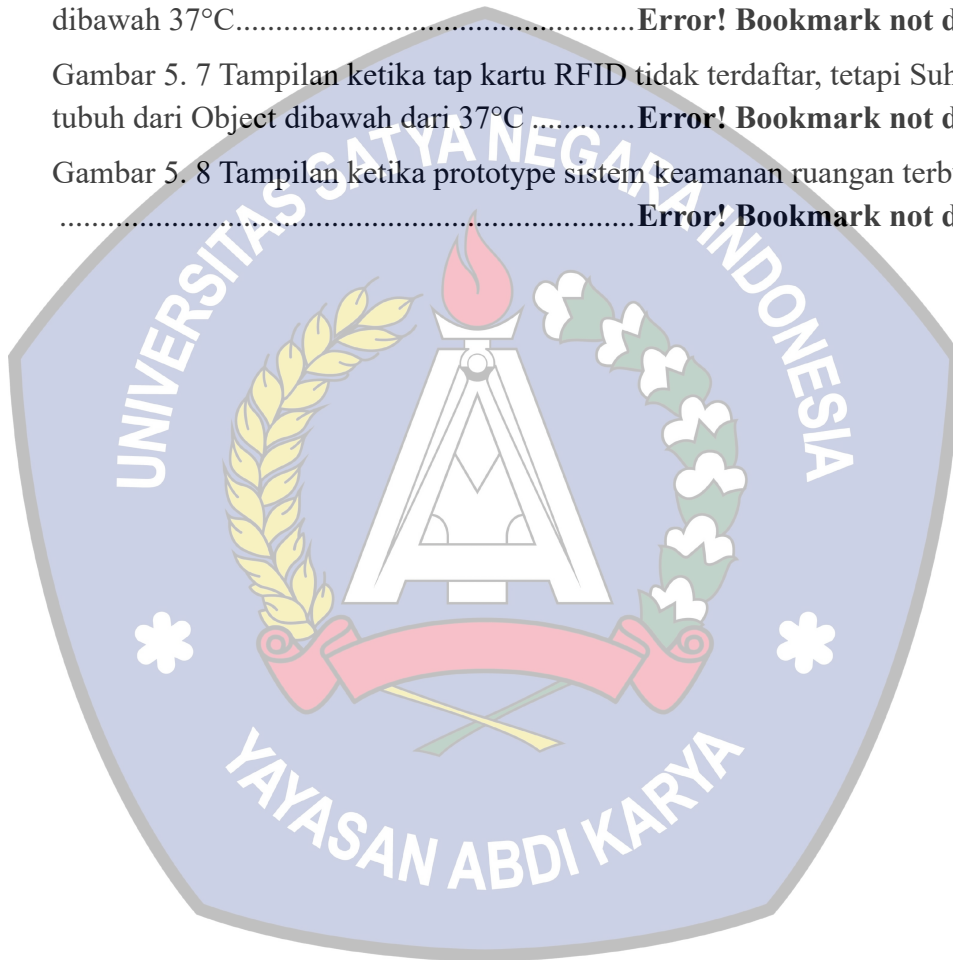 dibawah 37°C............................................Error! Bookmark not d
Gambar 5. 7 Tampilan ketika tap kartu RFID tidak terdaftar, tetapi Suh
tubuh dari Object dibawah dari 37°C .............Error! Bookmark not d
Gambar 5. 8 Tampilan ketika prototype sistem keamanan ruangan terb
...............................................................Error! Bookmark not d
UNIVERSITAS SATYA NEGARA INDONESIA
YAYASAN ABDI KARYA